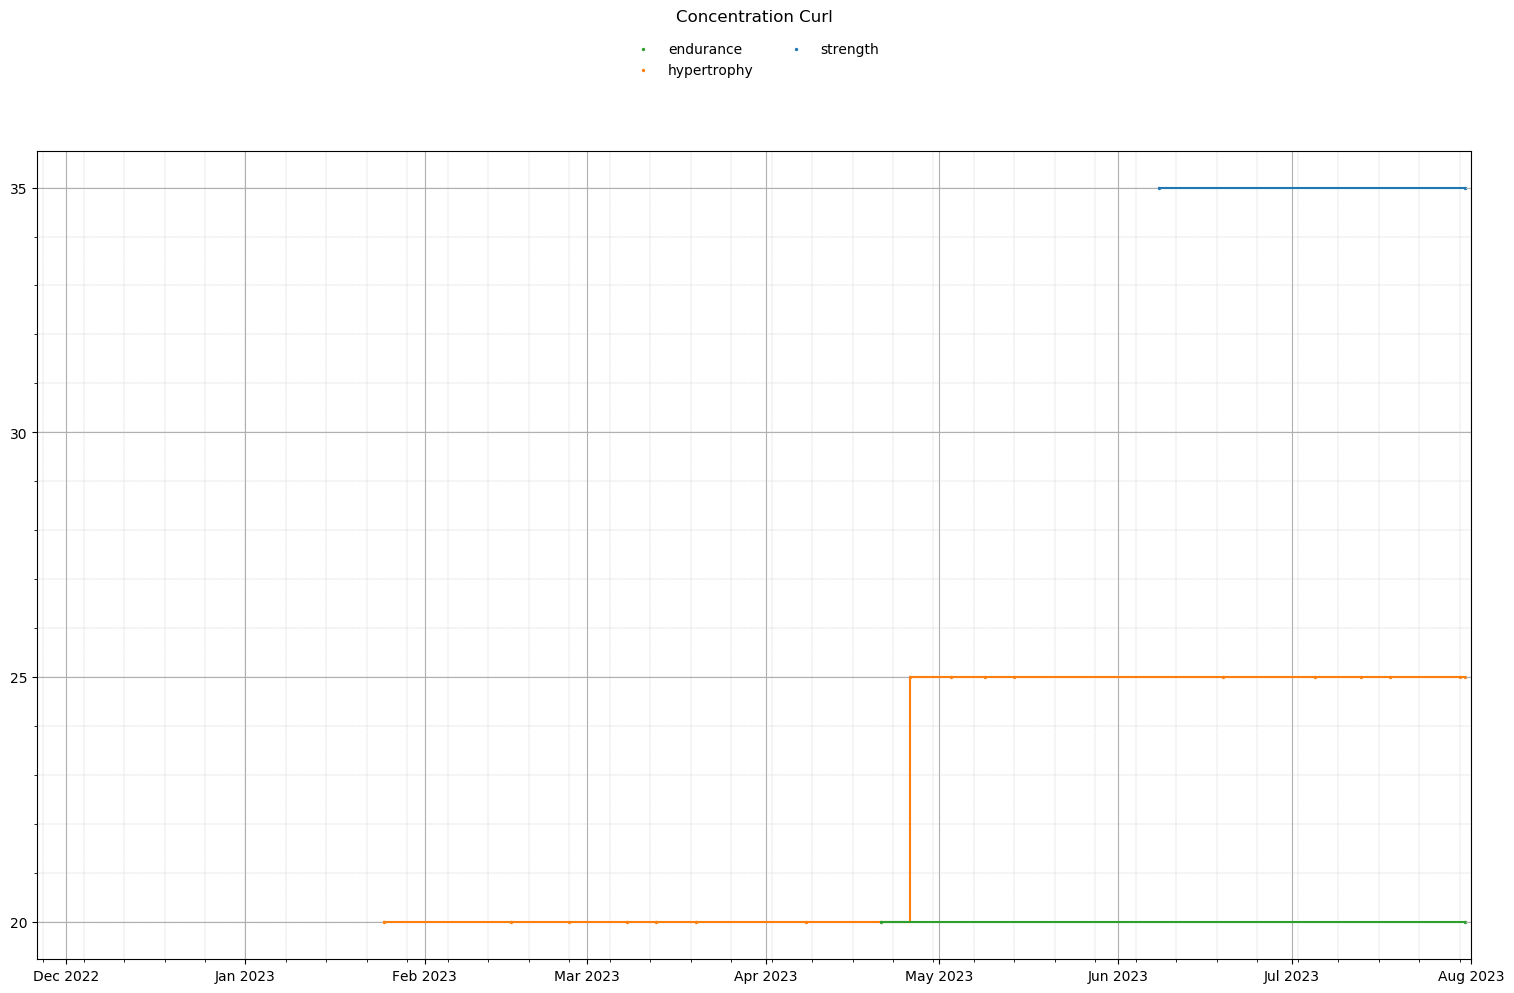 Concentration Curl
endurance strength
hypertrophy
35
30
25
20
Dec 2022 Jan 2023 Feb 2023 Mar 2023 Apr 2023 May 2023 Jun 2023 Jul 2023 Aug 2023